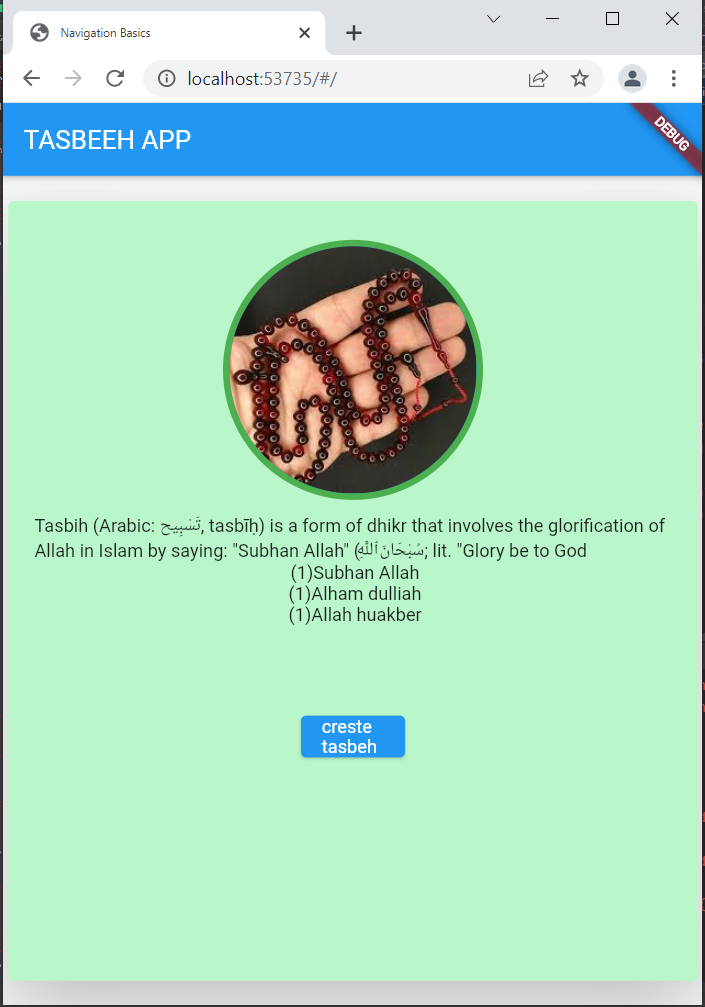 Navigation Basics
localhost:53735/#/
TASBEEH APP
DEBUG
Tasbih (Arabic: تَسْبِيح, tasbīḥ) is a form of dhikr that involves the glorification of
Allah in Islam by saying: "Subhan Allah" (سُبْحَانَ ٱللَّٰهِ; lit. "Glory be to God
(1)Subhan Allah
(1)Alham dulliah
(1)Allah huakber
creste
tasbeh